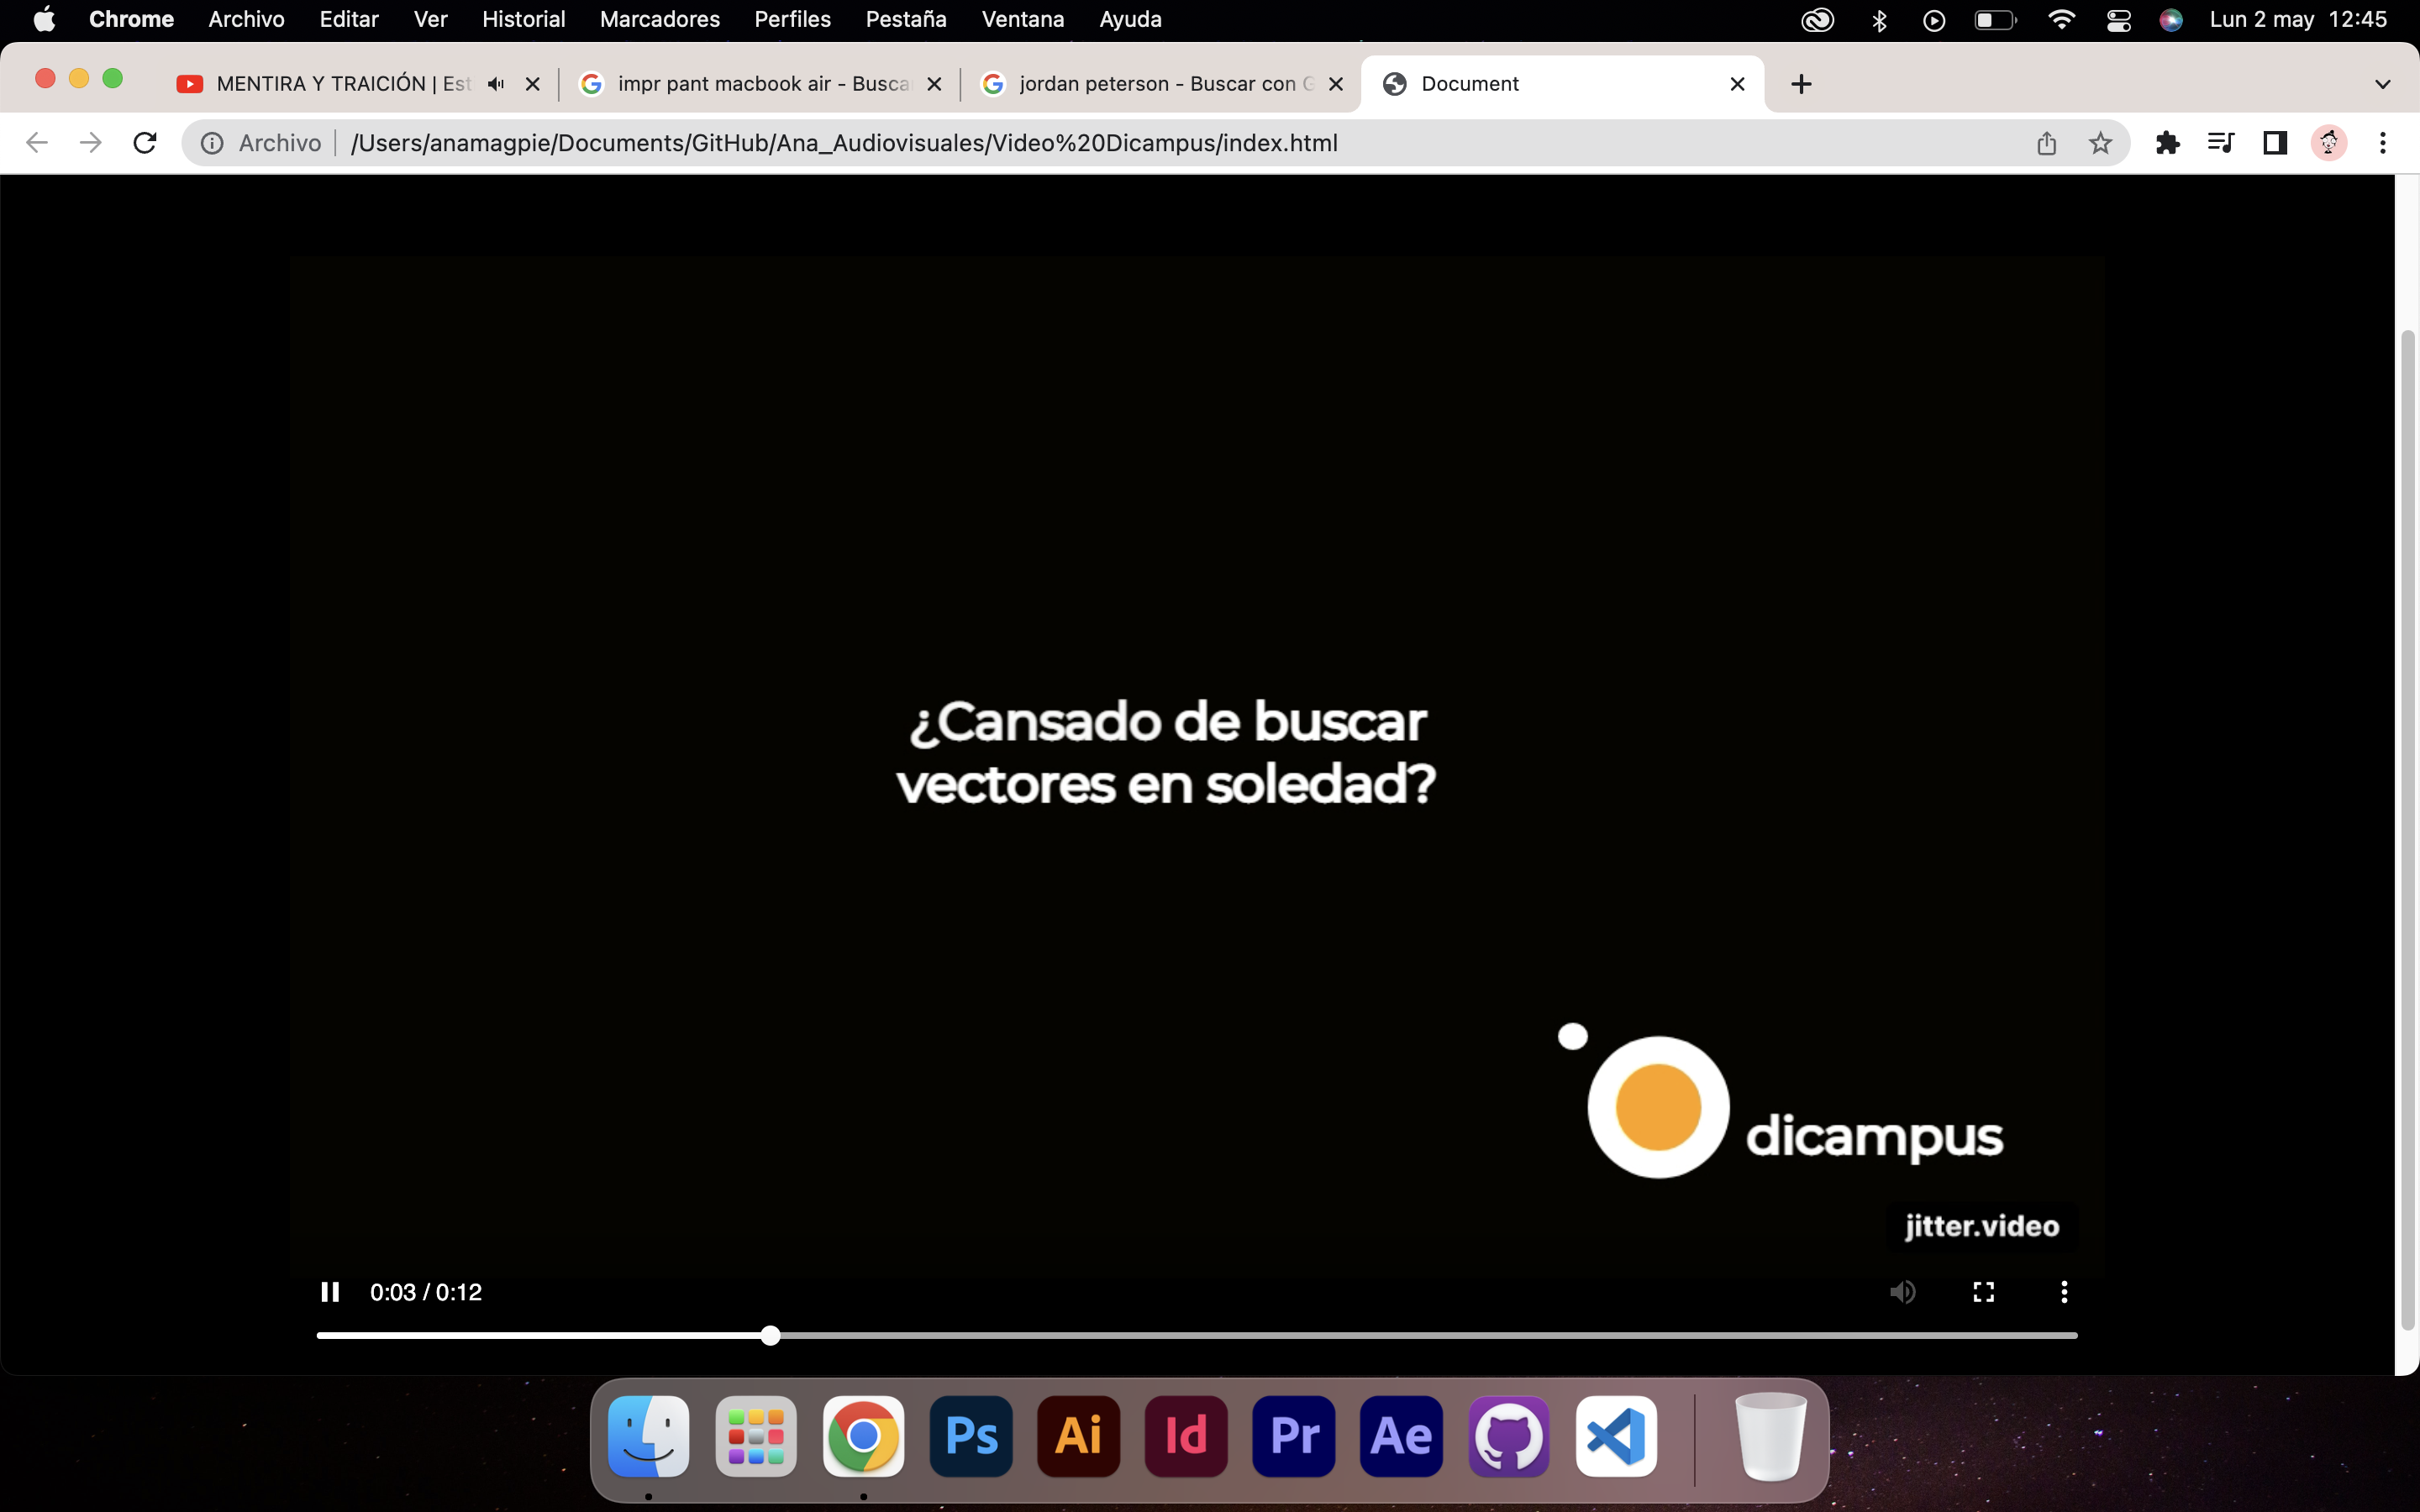 Chrome Archivo Editar Ver Historial Marcadores Perfiles Pestaña Ventana Ayuda Lun 2 may 12:45
MENTIRA Y TRAICIÓN | Est impr pant macbook air - Busca jordan peterson - Buscar con G Document
Archivo /Users/anamagpie/Documents/GitHub/Ana_Audiovisuales/Video%20Dicampus/index.html
¿Cansado de buscar
vectores en soledad?
dicampus
jitter.video
0:03 / 0:12
Ps Ai Id Pr Ae